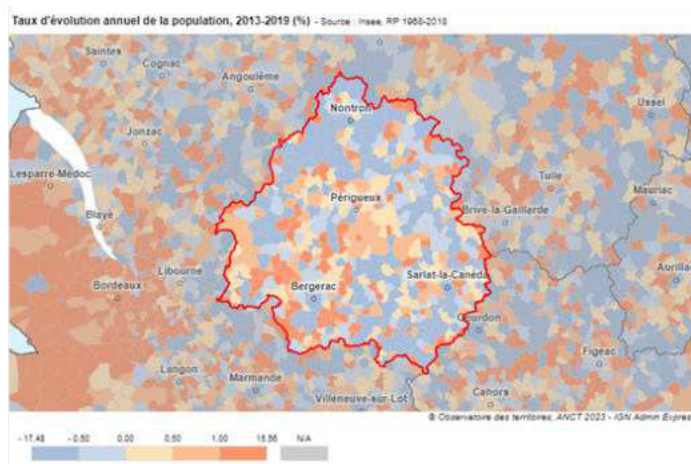 Taux d'évolution annuel de la population, 2013-2019 (%) - Source : Insee, RP 1968-2018
Saintes
Cognac
Angoulême
Nontron
Ussel
Jonzac
Lesparre-Médoc
Tulle
Mauriac
Périgueux
Blaye
Brive-la-Gaillarde
Libourne
Sarlat-la-Canéda
Aurillac
Bordeaux
Bergerac
Gourdon
Langon
Figeac
Marmande
Villeneuve-sur-Lot
Cahors
© Observatoire des territoires, ANCT 2023 - IGN Admin Expres
- 17,48 - 0,50 0,00 0,50 1,00 18,56 N/A